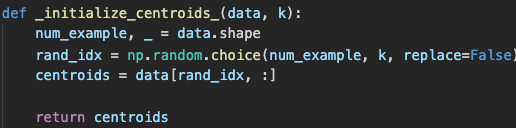 def _initialize_centroids_(data, k):
    num_example, _ = data.shape
    rand_idx = np.random.choice(num_example, k, replace=False)
    centroids = data[rand_idx, :]

    return centroids